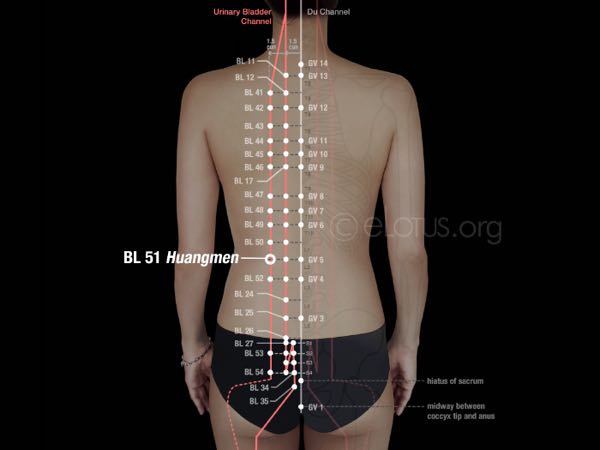 Urinary Bladder
Channel
Du Channel
1.5
cun
1.5
cun
BL 11
GV 14
GV 13
BL 12
BL 41
BL 42
GV 12
BL 43
BL 44
GV 11
BL 45
GV 10
BL 46
GV 9
BL 17
BL 47
GV 8
BL 48
GV 7
BL 49
GV 6
© eLOTUS.org
BL 50
BL 51 Huangmen
GV 5
BL 52
GV 4
BL 24
BL 25
GV 3
BL 26
BL 27
S1
BL 53
S2
S3
BL 54
S4
hiatus of sacrum
BL 34
BL 35
GV 1
midway between
coccyx tip and anus